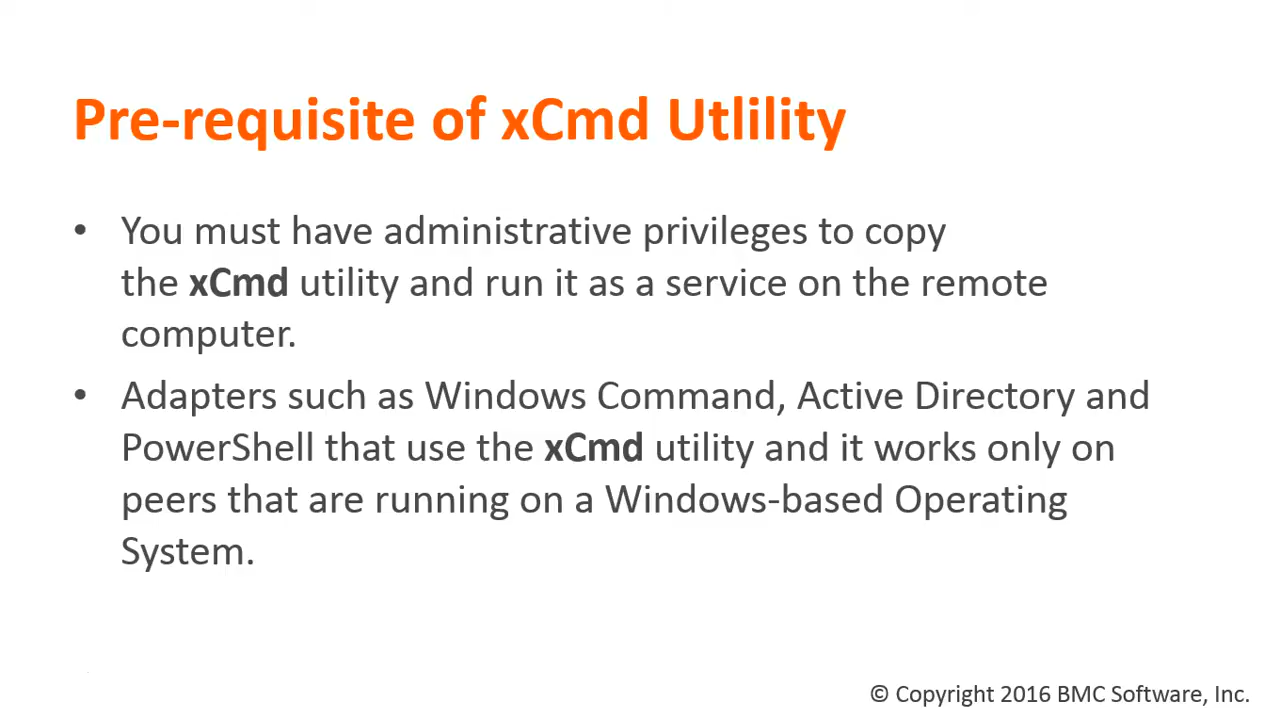 Pre-requisite of xCmd Utlility
• You must have administrative privileges to copy
the xCmd utility and run it as a service on the remote
computer.
• Adapters such as Windows Command, Active Directory and
PowerShell that use the xCmd utility and it works only on
peers that are running on a Windows-based Operating
System.
© Copyright 2016 BMC Software, Inc.